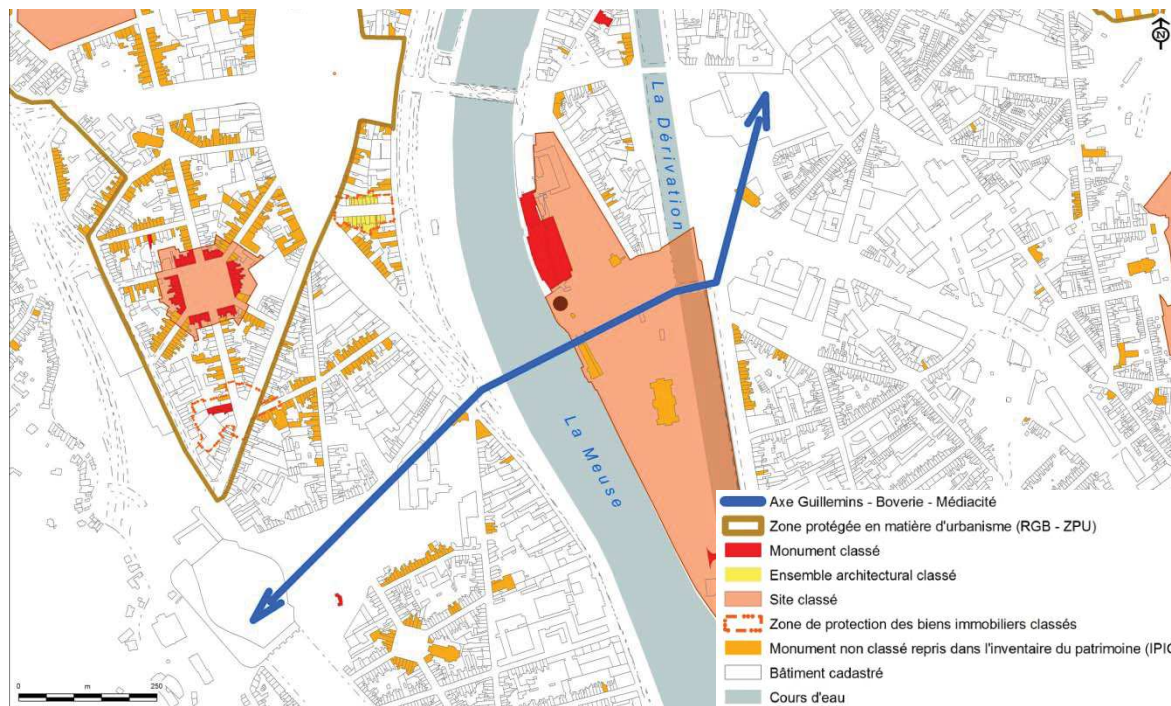 N
La Dérivation
La Meuse
Axe Guillemins - Boverie - Médiacité
Zone protégée en matière d'urbanisme (RGB - ZPU)
Monument classé
Ensemble architectural classé
Site classé
Zone de protection des biens immobiliers classés
Monument non classé repris dans l'inventaire du patrimoine (IPIC
Bâtiment cadastré
Cours d'eau
0 m 250